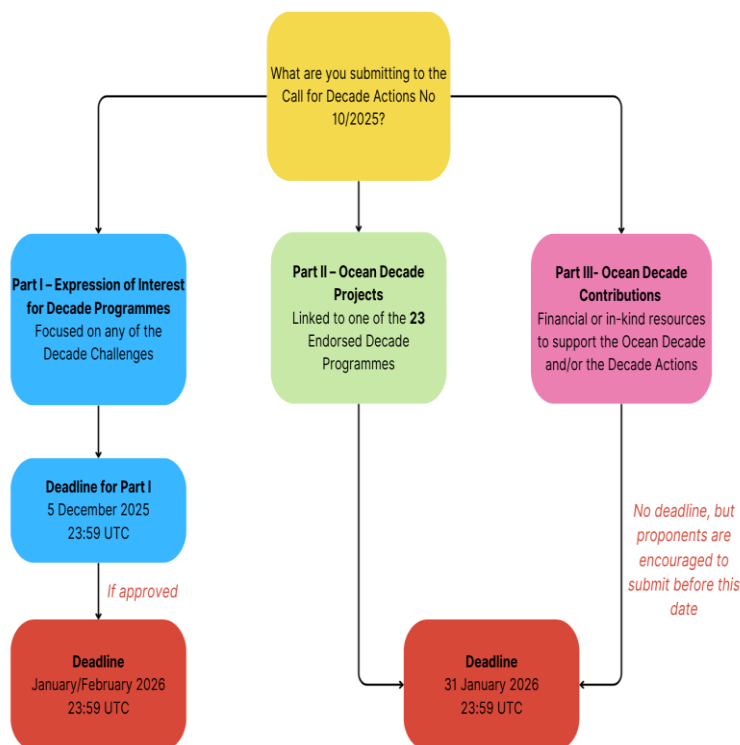 What are you submitting to the
Call for Decade Actions No
10/2025?
Part I – Expression of Interest
for Decade Programmes
Focused on any of the
Decade Challenges
Part II – Ocean Decade
Projects
Linked to one of the 23
Endorsed Decade
Programmes
Part III- Ocean Decade
Contributions
Financial or in-kind resources
to support the Ocean Decade
and/or the Decade Actions
Deadline for Part I
5 December 2025
23:59 UTC
No deadline, but
proponents are
encouraged to
submit before this
date
If approved
Deadline
January/February 2026
23:59 UTC
Deadline
31 January 2026
23:59 UTC